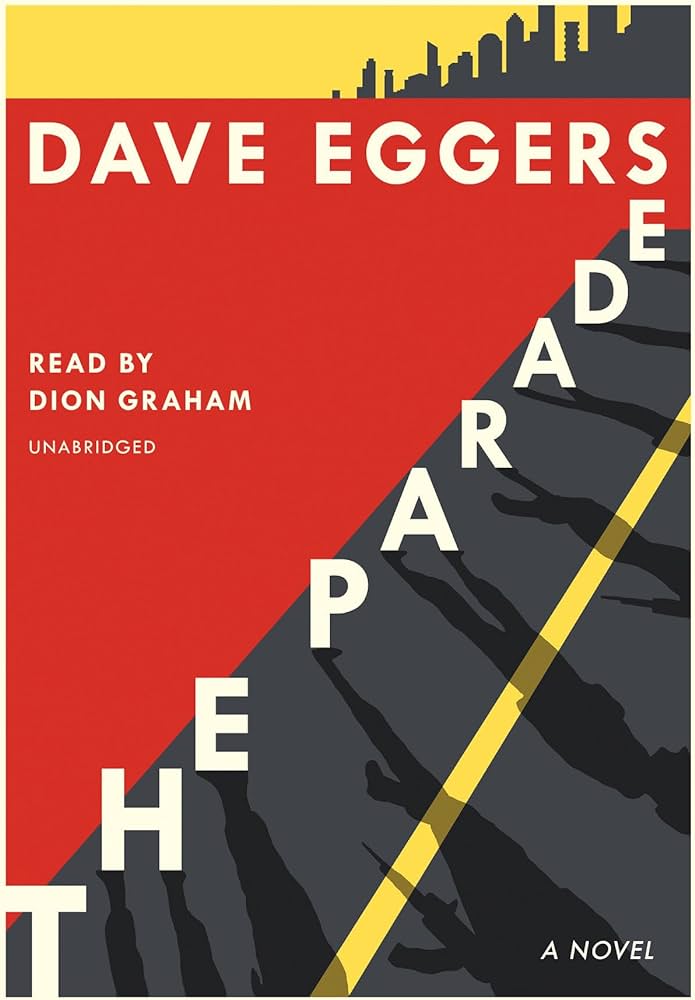 DAVE EGGERS
THE PARADE
READ BY
DION GRAHAM
UNABRIDGED
A NOVEL